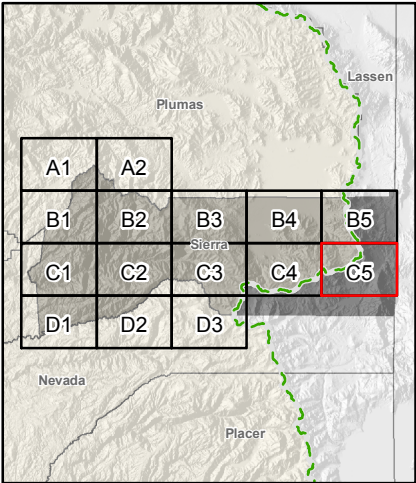 Lassen
Plumas
A1 A2
B1 B2 B3 B4 B5
Sierra
C1 C2 C3 C4 C5
D1 D2 D3
Nevada
Placer